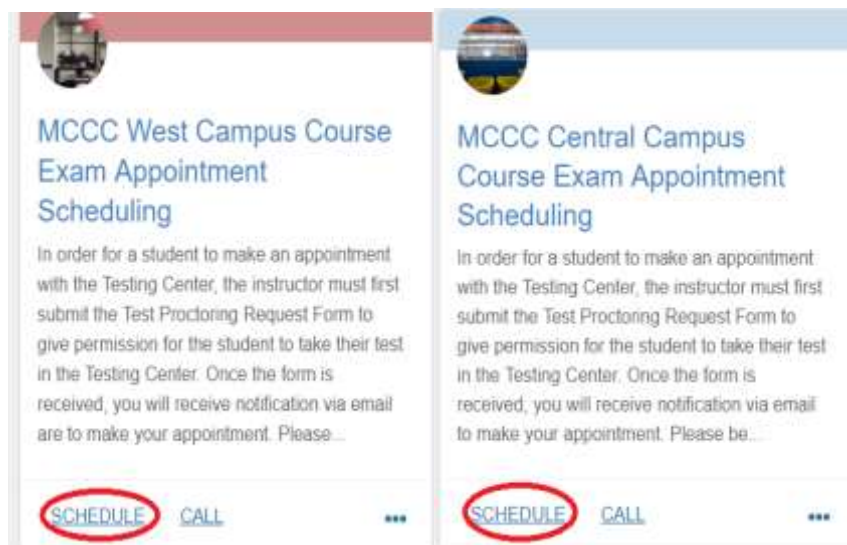 MCCC West Campus Course
Exam Appointment
Scheduling
In order for a student to make an appointment
with the Testing Center, the instructor must first
submit the Test Proctoring Request Form to
give permission for the student to take their test
in the Testing Center. Once the form is
received, you will receive notification via email
are to make your appointment. Please...
SCHEDULE CALL
MCCC Central Campus
Course Exam Appointment
Scheduling
In order for a student to make an appointment
with the Testing Center, the instructor must first
submit the Test Proctoring Request Form to
give permission for the student to take their test
in the Testing Center. Once the form is
received, you will receive notification via email
to make your appointment. Please be...
SCHEDULE CALL